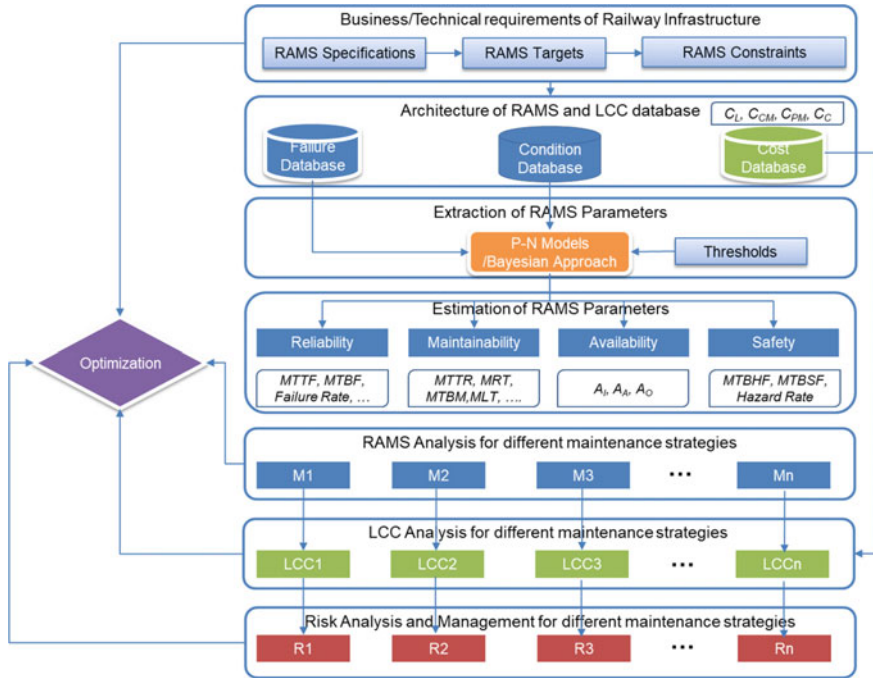 Business/Technical requirements of Railway Infrastructure
RAMS Specifications
RAMS Targets
RAMS Constraints
Architecture of RAMS and LCC database
C_L, C_CM, C_PM, C_C
Failure
Database
Condition
Database
Cost
Database
Extraction of RAMS Parameters
P-N Models
/Bayesian Approach
Thresholds
Estimation of RAMS Parameters
Reliability
Maintainability
Availability
Safety
MTTF, MTBF,
Failure Rate, ...
MTTR, MRT,
MTBM,MLT, ....
A_I, A_A, A_O
MTBHF, MTBSF,
Hazard Rate
Optimization
RAMS Analysis for different maintenance strategies
M1
M2
M3
...
Mn
LCC Analysis for different maintenance strategies
LCC1
LCC2
LCC3
...
LCCn
Risk Analysis and Management for different maintenance strategies
R1
R2
R3
...
Rn